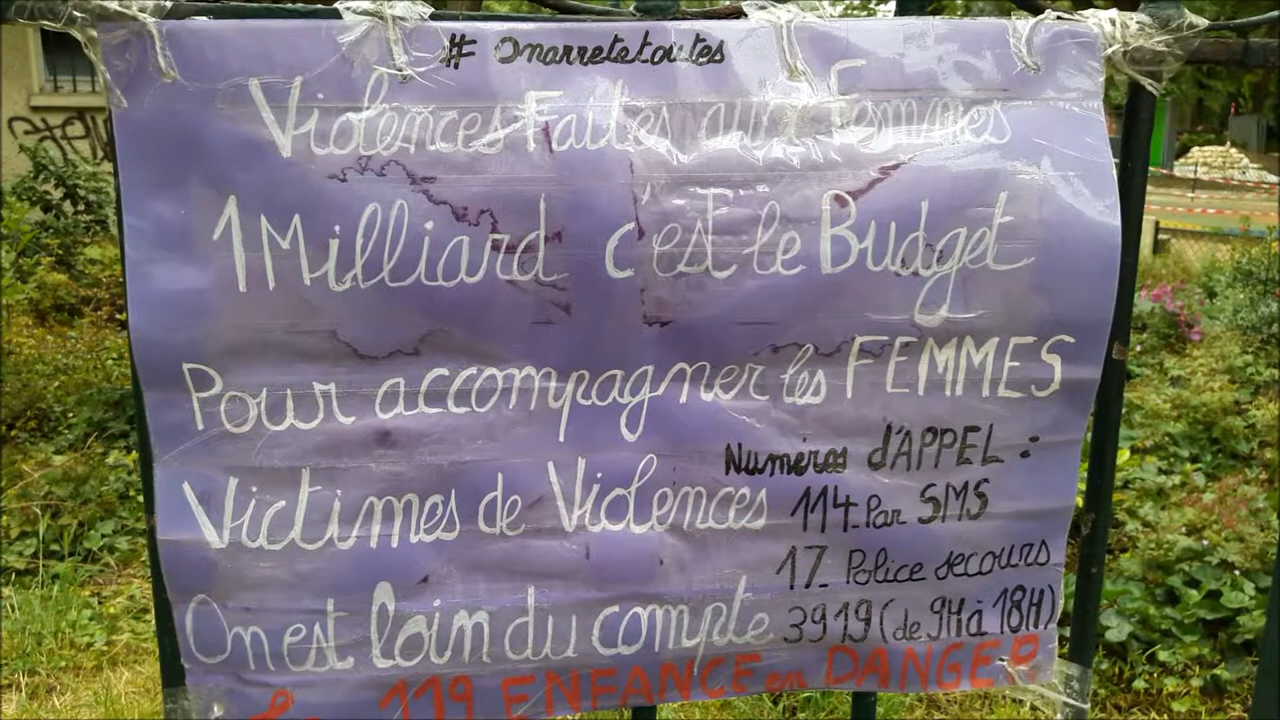 # Onarretetoutes
Violences Faites aux Femmes
1 Milliard c'est le Budget
Pour accompagner les FEMMES
Victimes de Violences
On est loin du compte
Numéros d'APPEL :
114 - Par SMS
17 - Police secours
3919 (de 9H à 18H)
119 ENFANCE en DANGER